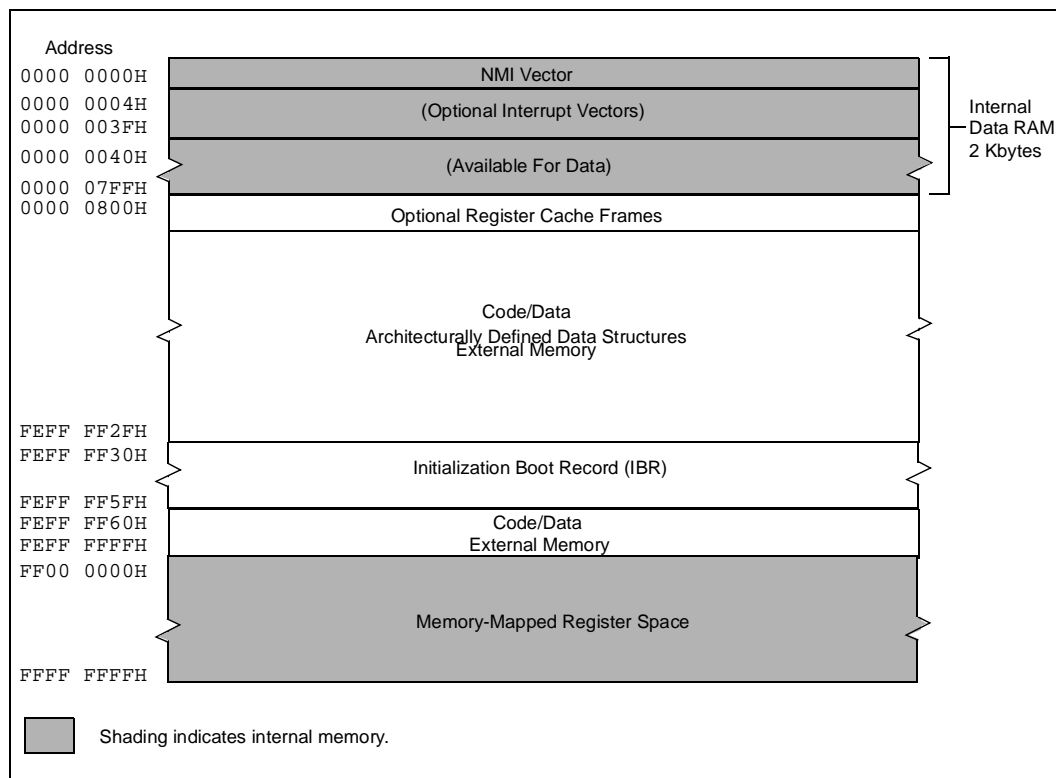 Address
0000 0000H
NMI Vector
0000 0004H
(Optional Interrupt Vectors)
0000 003FH
Internal
Data RAM
2 Kbytes
0000 0040H
(Available For Data)
0000 07FFH
0000 0800H
Optional Register Cache Frames
Code/Data
Architecturally Defined Data Structures
External Memory
FEFF FF2FH
FEFF FF30H
Initialization Boot Record (IBR)
FEFF FF5FH
FEFF FF60H
Code/Data
FEFF FFFFH
External Memory
FF00 0000H
Memory-Mapped Register Space
FFFF FFFFH
Shading indicates internal memory.